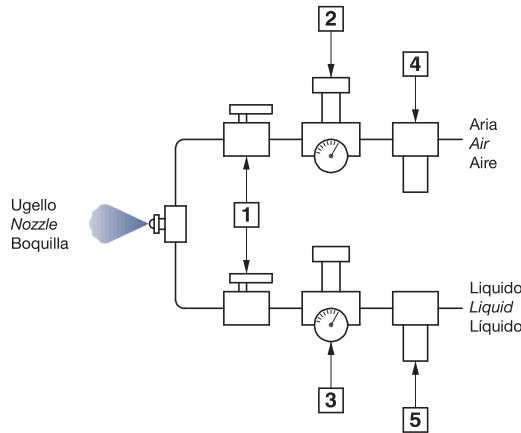 2
4
Aria
Air
Aire
Ugello
Nozzle
Boquilla
1
Liquido
Liquid
Líquido
3
5